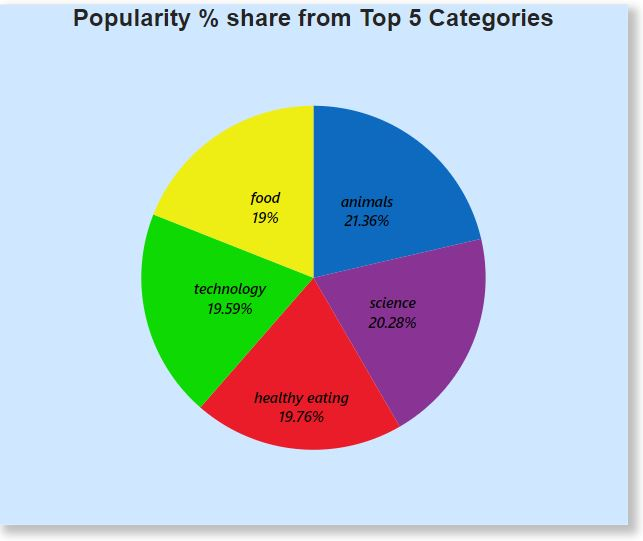 Popularity % share from Top 5 Categories
food
19%
animals
21.36%
technology
19.59%
science
20.28%
healthy eating
19.76%